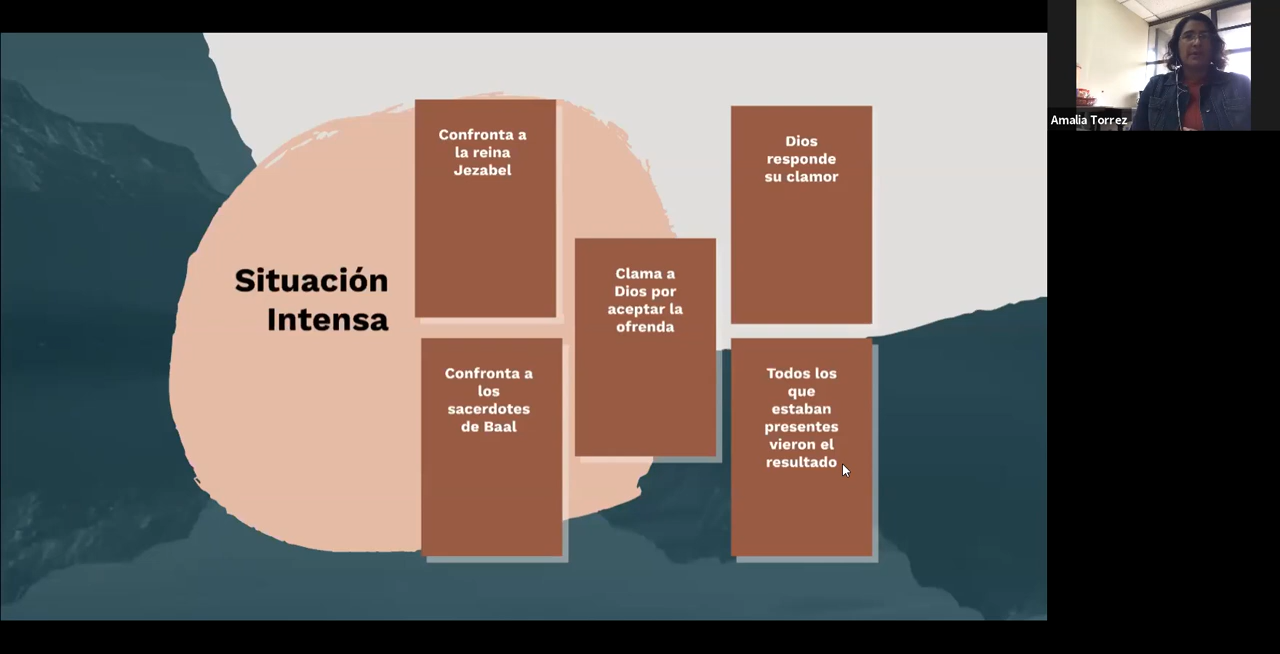 Situación
Intensa
Confronta a
la reina
Jezabel
Confronta a
los
sacerdotes
de Baal
Clama a
Dios por
aceptar la
ofrenda
Dios
responde
su clamor
Todos los
que
estaban
presentes
vieron el
resultado
Amalia Torrez